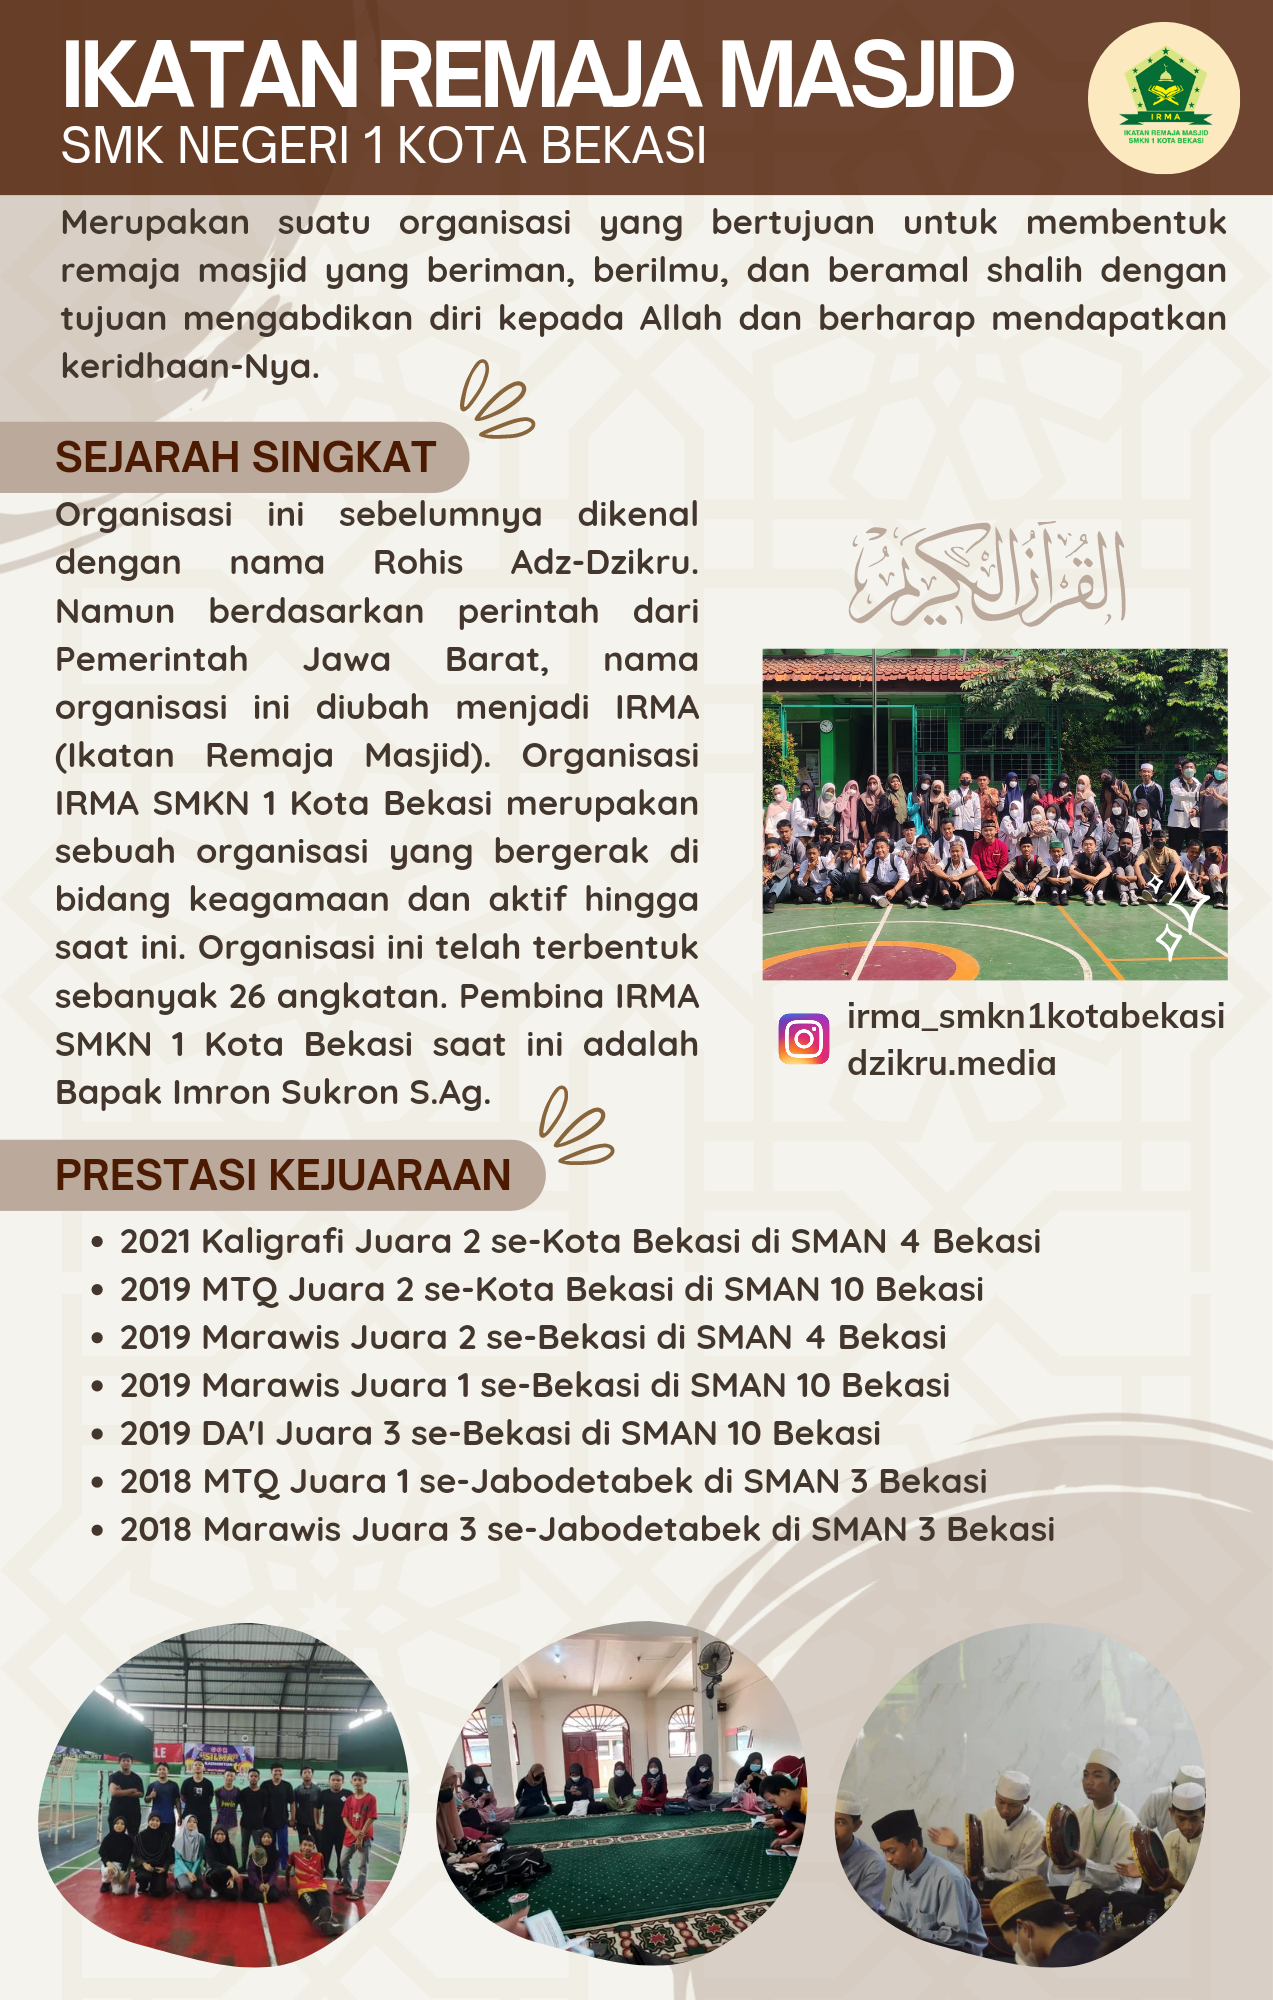 IKATAN REMAJA MASJID
SMK NEGERI 1 KOTA BEKASI
IRMA
IKATAN REMAJA MASJID
SMKN 1 KOTA BEKASI
Merupakan suatu organisasi yang bertujuan untuk membentuk
remaja masjid yang beriman, berilmu, dan beramal shalih dengan
tujuan mengabdikan diri kepada Allah dan berharap mendapatkan
keridhaan-Nya.
SEJARAH SINGKAT
Organisasi ini sebelumnya dikenal
dengan nama Rohis Adz-Dzikru.
Namun berdasarkan perintah dari
Pemerintah Jawa Barat, nama
organisasi ini diubah menjadi IRMA
(Ikatan Remaja Masjid). Organisasi
IRMA SMKN 1 Kota Bekasi merupakan
sebuah organisasi yang bergerak di
bidang keagamaan dan aktif hingga
saat ini. Organisasi ini telah terbentuk
sebanyak 26 angkatan. Pembina IRMA
SMKN 1 Kota Bekasi saat ini adalah
Bapak Imron Sukron S.Ag.
القرآن الكريم
irma_smkn1kotabekasi
dzikru.media
PRESTASI KEJUARAAN
• 2021 Kaligrafi Juara 2 se-Kota Bekasi di SMAN 4 Bekasi
• 2019 MTQ Juara 2 se-Kota Bekasi di SMAN 10 Bekasi
• 2019 Marawis Juara 2 se-Bekasi di SMAN 4 Bekasi
• 2019 Marawis Juara 1 se-Bekasi di SMAN 10 Bekasi
• 2019 DA'I Juara 3 se-Bekasi di SMAN 10 Bekasi
• 2018 MTQ Juara 1 se-Jabodetabek di SMAN 3 Bekasi
• 2018 Marawis Juara 3 se-Jabodetabek di SMAN 3 Bekasi